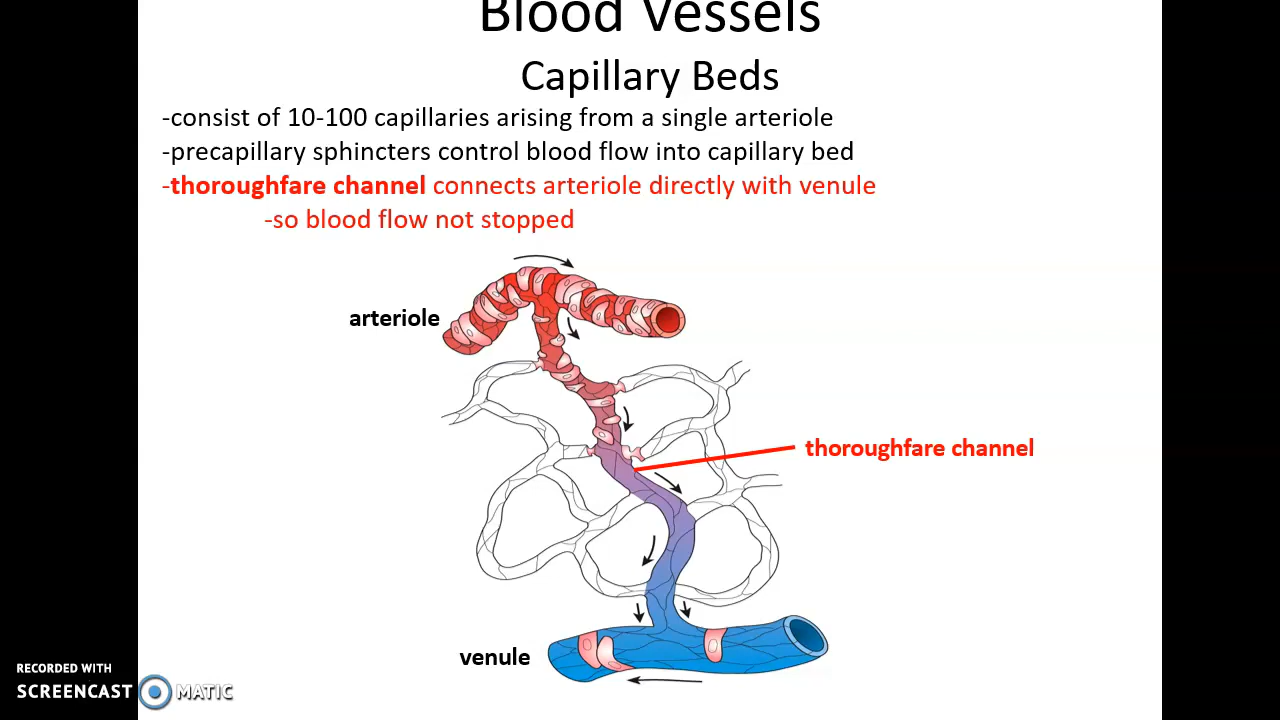 Blood Vessels
Capillary Beds
-consist of 10-100 capillaries arising from a single arteriole
-precapillary sphincters control blood flow into capillary bed
-thoroughfare channel connects arteriole directly with venule
-so blood flow not stopped
arteriole
thoroughfare channel
venule
RECORDED WITH
SCREENCAST MATIC